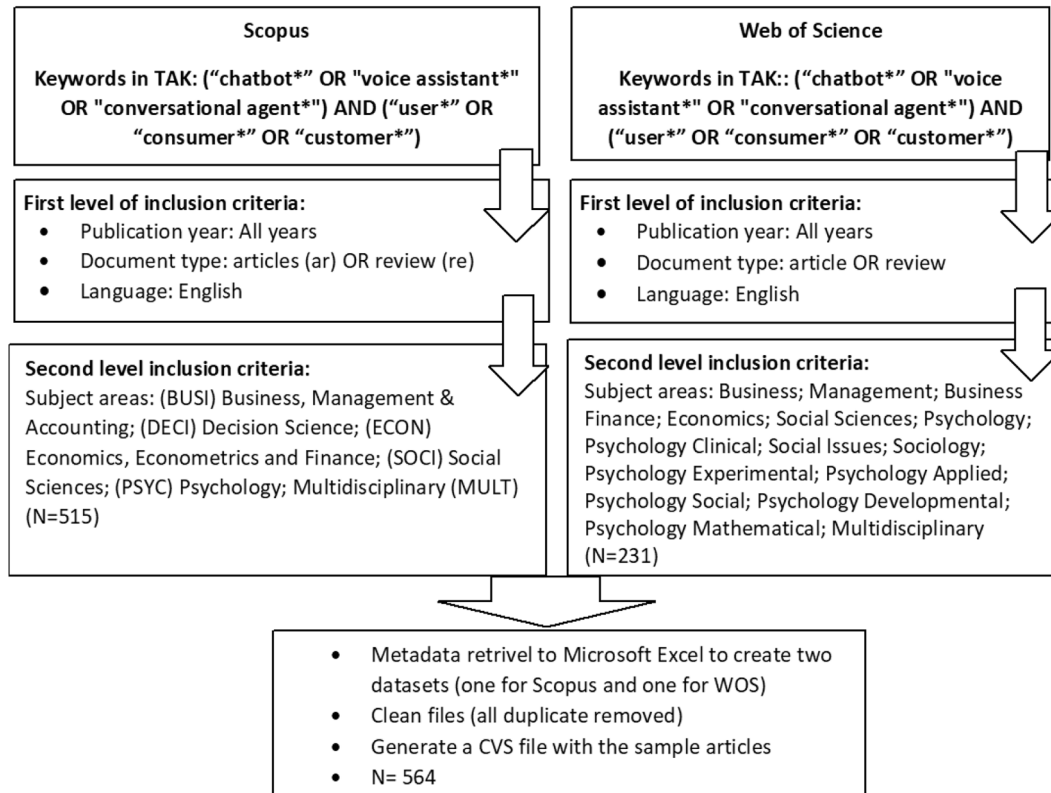 Scopus
Keywords in TAK: (“chatbot*” OR "voice assistant*"
OR "conversational agent*") AND (“user*” OR
“consumer*” OR “customer*”)
First level of inclusion criteria:
• Publication year: All years
• Document type: articles (ar) OR review (re)
• Language: English
Second level inclusion criteria:
Subject areas: (BUSI) Business, Management &
Accounting; (DECI) Decision Science; (ECON)
Economics, Econometrics and Finance; (SOCI) Social
Sciences; (PSYC) Psychology; Multidisciplinary (MULT)
(N=515)
Web of Science
Keywords in TAK:: (“chatbot*” OR "voice
assistant*" OR "conversational agent*") AND
(“user*” OR “consumer*” OR “customer*”)
First level of inclusion criteria:
• Publication year: All years
• Document type: article OR review
• Language: English
Second level inclusion criteria:
Subject areas: Business; Management; Business
Finance; Economics; Social Sciences; Psychology;
Psychology Clinical; Social Issues; Sociology;
Psychology Experimental; Psychology Applied;
Psychology Social; Psychology Developmental;
Psychology Mathematical; Multidisciplinary
(N=231)
• Metadata retrivel to Microsoft Excel to create two
datasets (one for Scopus and one for WOS)
• Clean files (all duplicate removed)
• Generate a CVS file with the sample articles
• N= 564